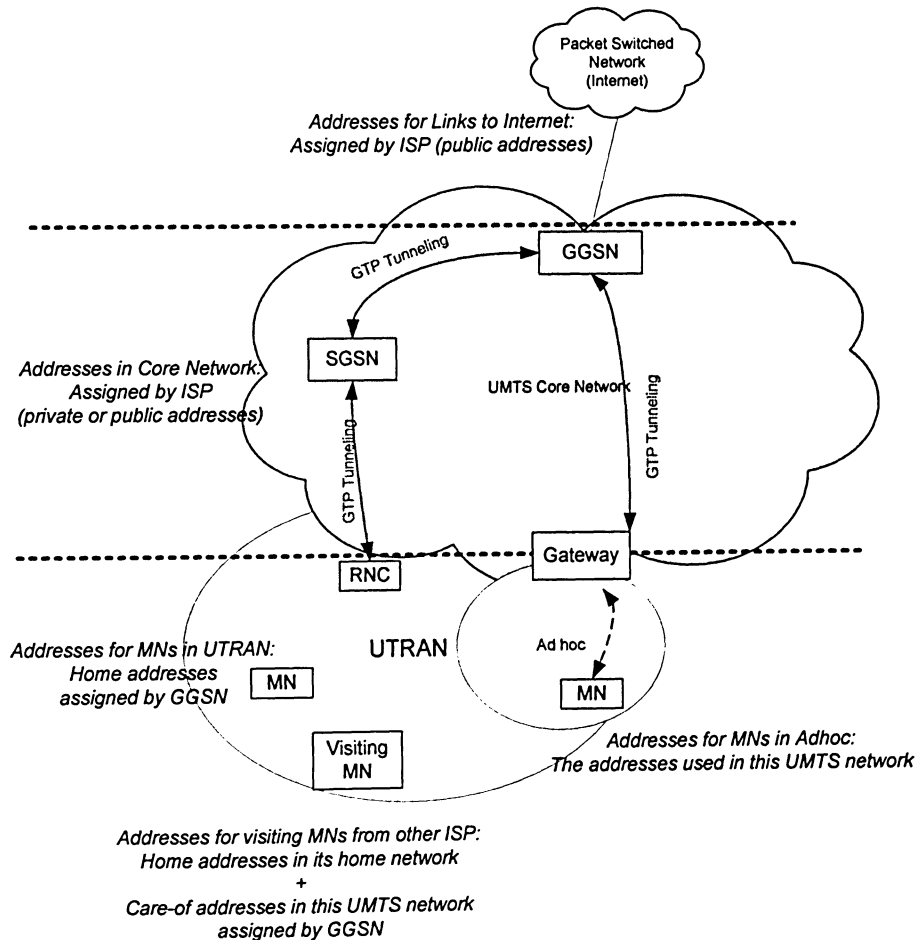 Packet Switched
Network
(Internet)
Addresses for Links to Internet:
Assigned by ISP (public addresses)
GTP Tunneling
GGSN
SGSN
Addresses in Core Network:
Assigned by ISP
(private or public addresses)
UMTS Core Network
GTP Tunneling
GTP Tunneling
Gateway
RNC
UTRAN
Ad hoc
Addresses for MNs in UTRAN:
Home addresses
assigned by GGSN
MN
MN
Visiting
MN
Addresses for MNs in Adhoc:
The addresses used in this UMTS network
Addresses for visiting MNs from other ISP:
Home addresses in its home network
+
Care-of addresses in this UMTS network
assigned by GGSN